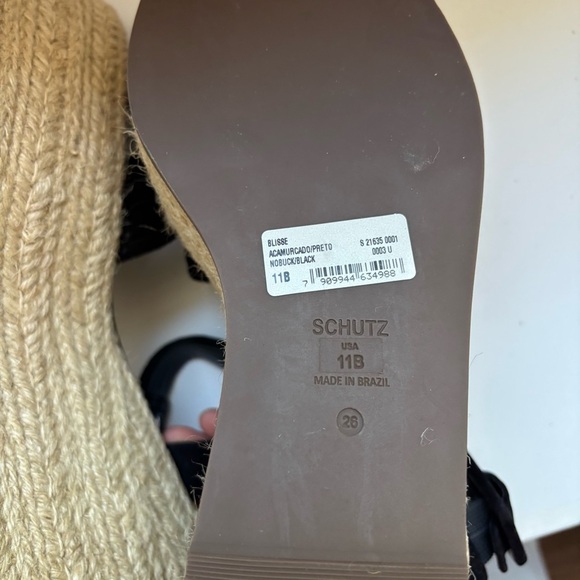 BLISSE
ACAMURCADO/PRETO S 21635 0001
NOBUCK/BLACK 0003 U
11B
7 909944 634988
SCHUTZ
USA
11B
MADE IN BRAZIL
26